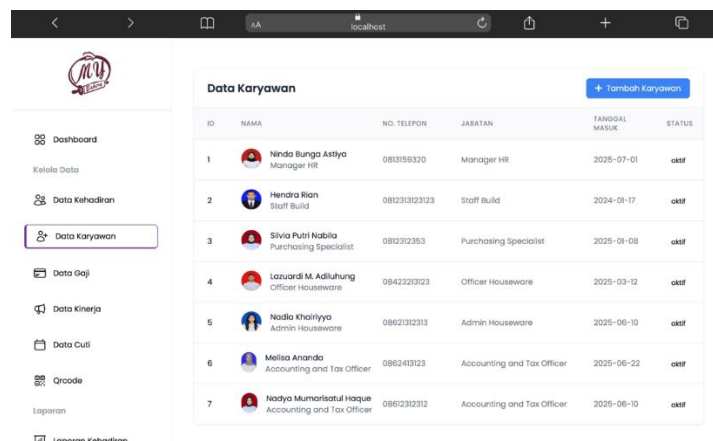 AA
localhost
MY
Bakery
Dashboard
Kelola Data
Data Kehadiran
Data Karyawan
Data Gaji
Data Kinerja
Data Cuti
Qrcode
Laporan
Laporan Kehadiran
Data Karyawan
+ Tambah Karyawan
ID NAMA NO. TELEPON JABATAN TANGGAL MASUK STATUS
1 Ninda Bunga Astiya 0813159320 Manager HR 2025-07-01 aktif
Manager HR
2 Hendra Rian 0812313123123 Staff Build 2024-01-17 aktif
Staff Build
3 Silvia Putri Nabila 0812312353 Purchasing Specialist 2025-01-08 aktif
Purchasing Specialist
4 Lazuardi M. Adiluhung 08423213123 Officer Houseware 2025-03-12 aktif
Officer Houseware
5 Nadia Khairiyya 08621312313 Admin Houseware 2025-06-10 aktif
Admin Houseware
6 Melisa Ananda 0862413123 Accounting and Tax Officer 2025-06-22 aktif
Accounting and Tax Officer
7 Nadya Mumarisatul Haque 08612312312 Accounting and Tax Officer 2025-06-10 aktif
Accounting and Tax Officer